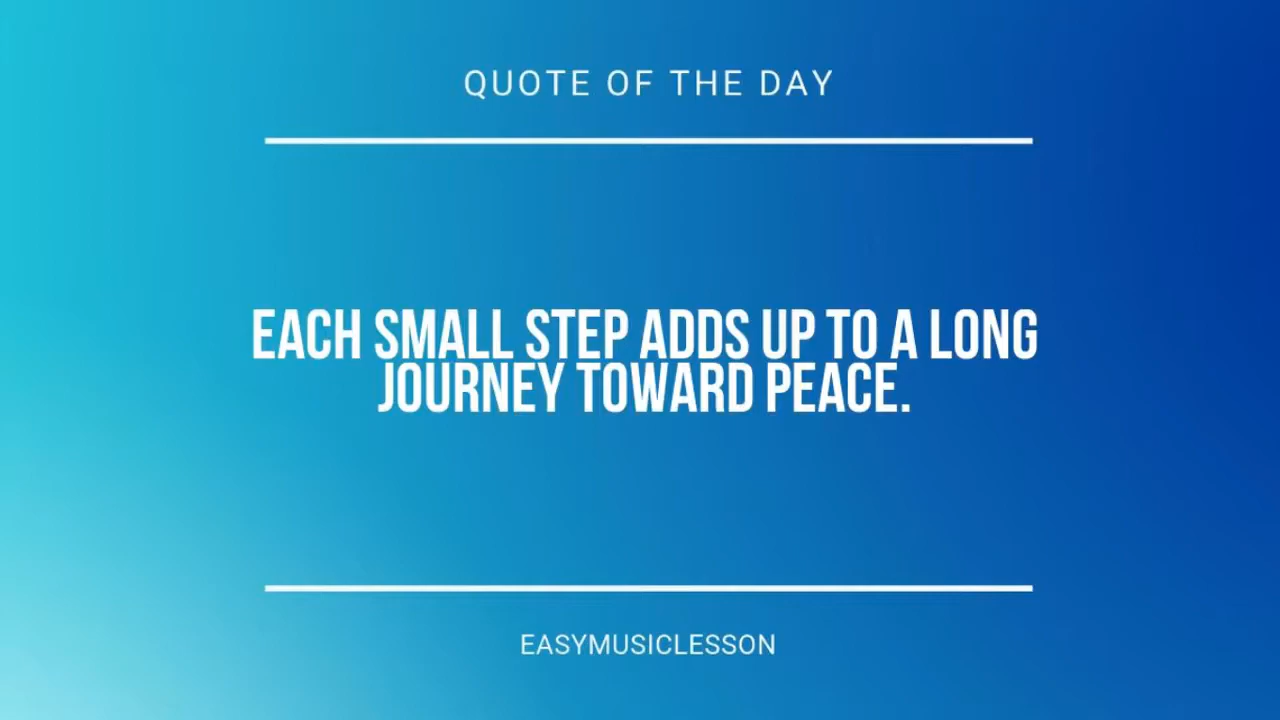 QUOTE OF THE DAY
EACH SMALL STEP ADDS UP TO A LONG
JOURNEY TOWARD PEACE.
EASYMUSICLESSON